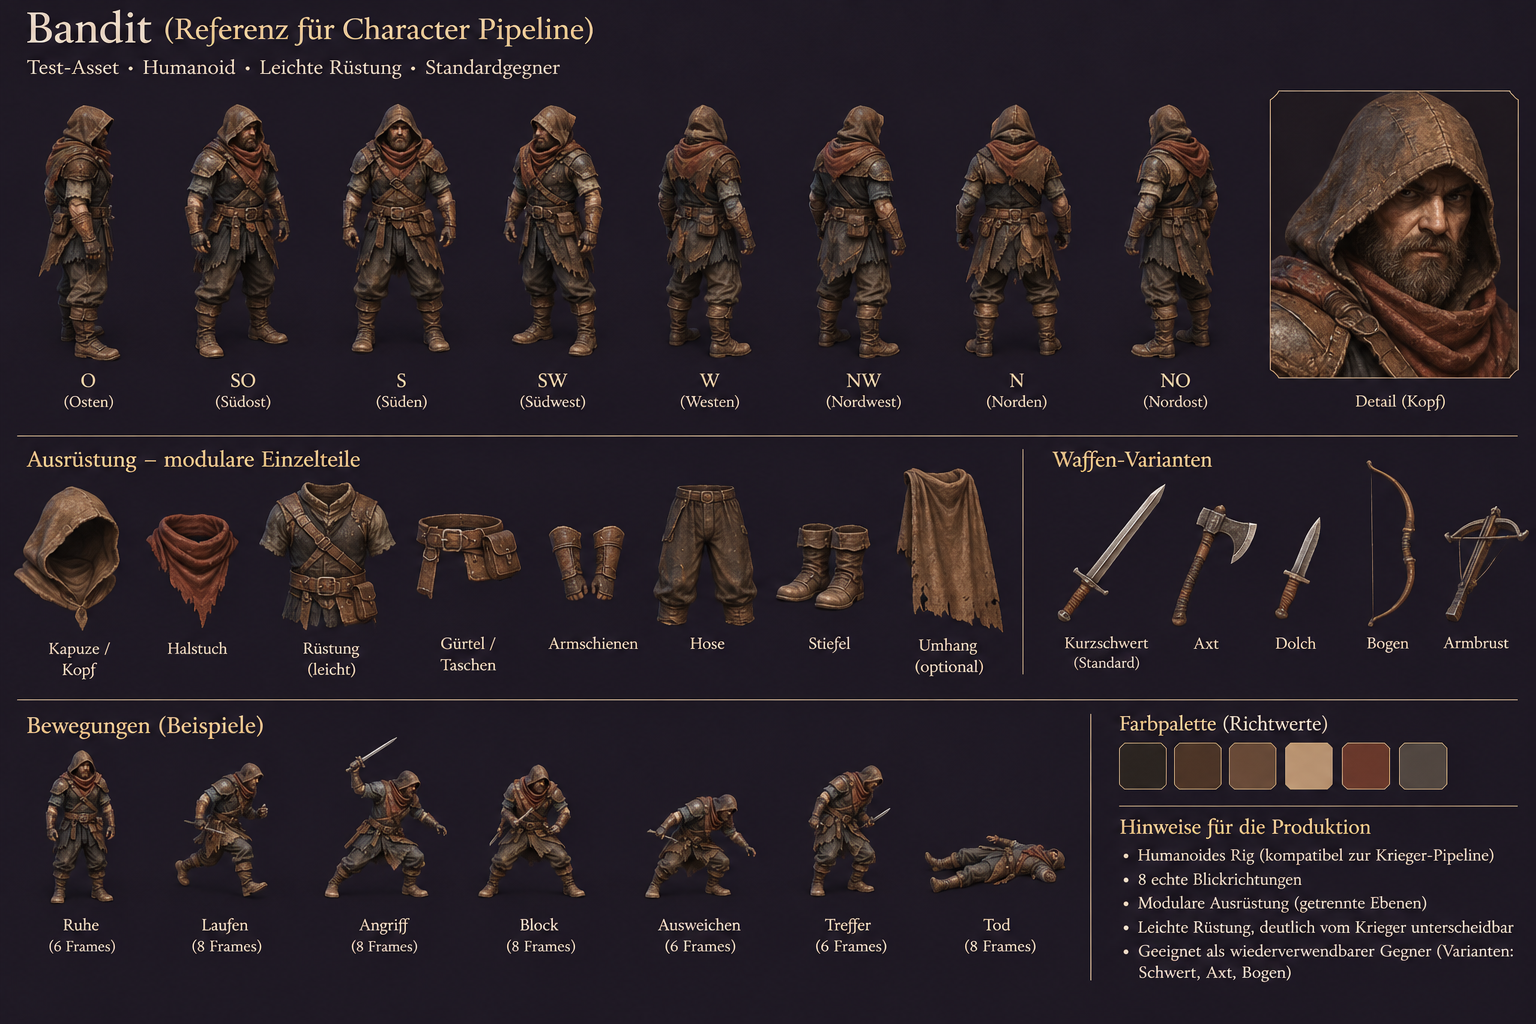 Bandit (Referenz für Character Pipeline)
Test-Asset • Humanoid • Leichte Rüstung • Standardgegner
O
(Osten)
SO
(Südost)
S
(Süden)
SW
(Südwest)
W
(Westen)
NW
(Nordwest)
N
(Norden)
NO
(Nordost)
Detail (Kopf)
Ausrüstung – modulare Einzelteile
Kapuze /
Kopf
Halstuch
Rüstung
(leicht)
Gürtel /
Taschen
Armschienen
Hose
Stiefel
Umhang
(optional)
Waffen-Varianten
Kurzschwert
(Standard)
Axt
Dolch
Bogen
Armbrust
Bewegungen (Beispiele)
Ruhe
(6 Frames)
Laufen
(8 Frames)
Angriff
(8 Frames)
Block
(8 Frames)
Ausweichen
(6 Frames)
Treffer
(6 Frames)
Tod
(8 Frames)
Farbpalette (Richtwerte)
Hinweise für die Produktion
• Humanoides Rig (kompatibel zur Krieger-Pipeline)
• 8 echte Blickrichtungen
• Modulare Ausrüstung (getrennte Ebenen)
• Leichte Rüstung, deutlich vom Krieger unterscheidbar
• Geeignet als wiederverwendbarer Gegner (Varianten:
Schwert, Axt, Bogen)